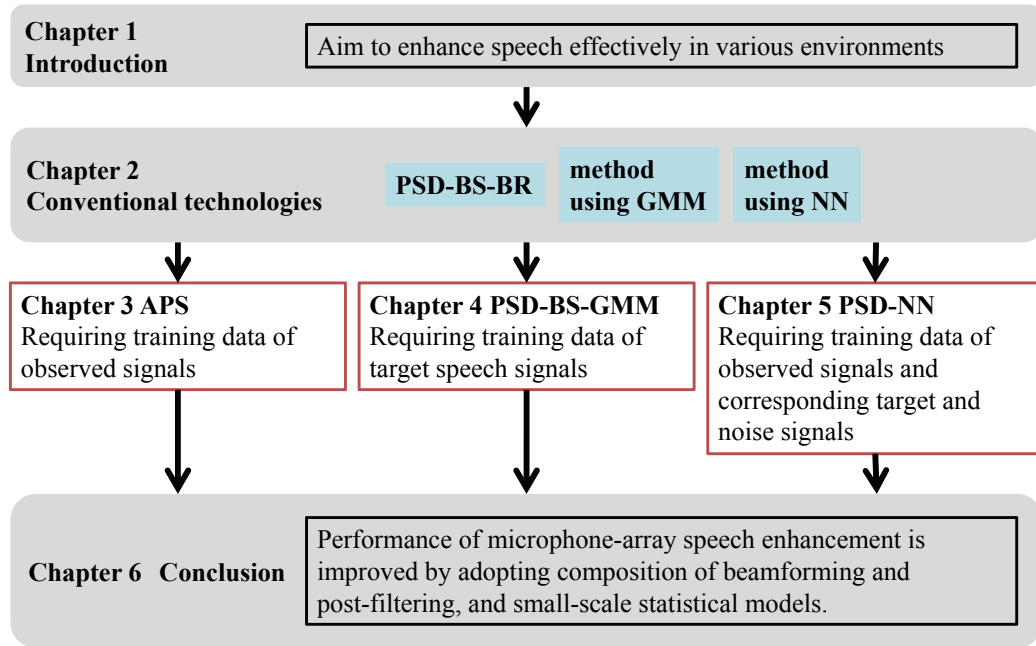 Chapter 1
Introduction
Aim to enhance speech effectively in various environments
Chapter 2
Conventional technologies
PSD-BS-BR
method
using GMM
method
using NN
Chapter 3 APS
Requiring training data of
observed signals
Chapter 4 PSD-BS-GMM
Requiring training data of
target speech signals
Chapter 5 PSD-NN
Requiring training data of
observed signals and
corresponding target and
noise signals
Chapter 6 Conclusion
Performance of microphone-array speech enhancement is
improved by adopting composition of beamforming and
post-filtering, and small-scale statistical models.